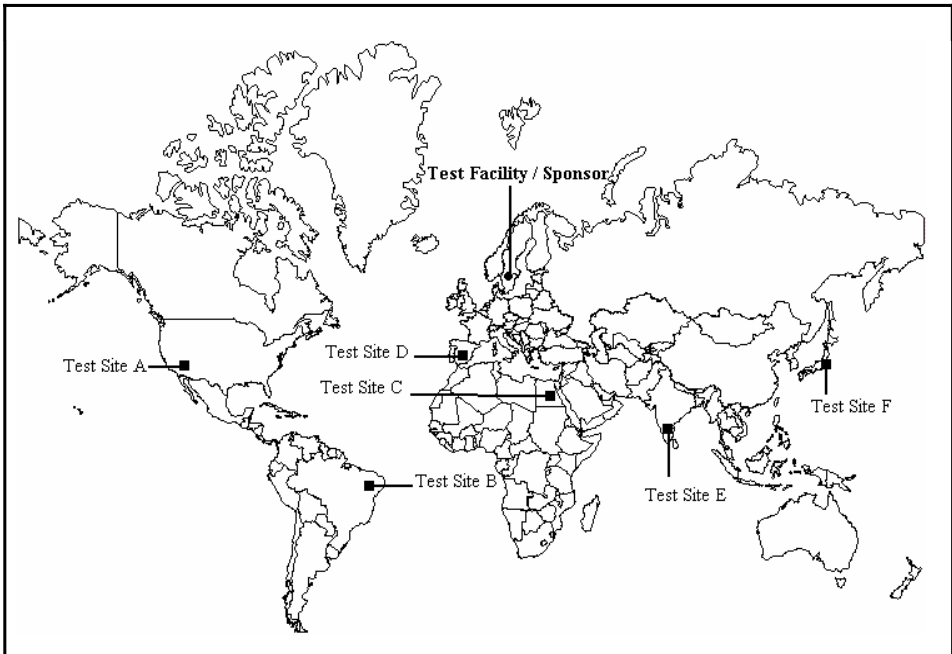 Test Facility / Sponsor
Test Site D
Test Site A
Test Site C
Test Site F
Test Site B
Test Site E